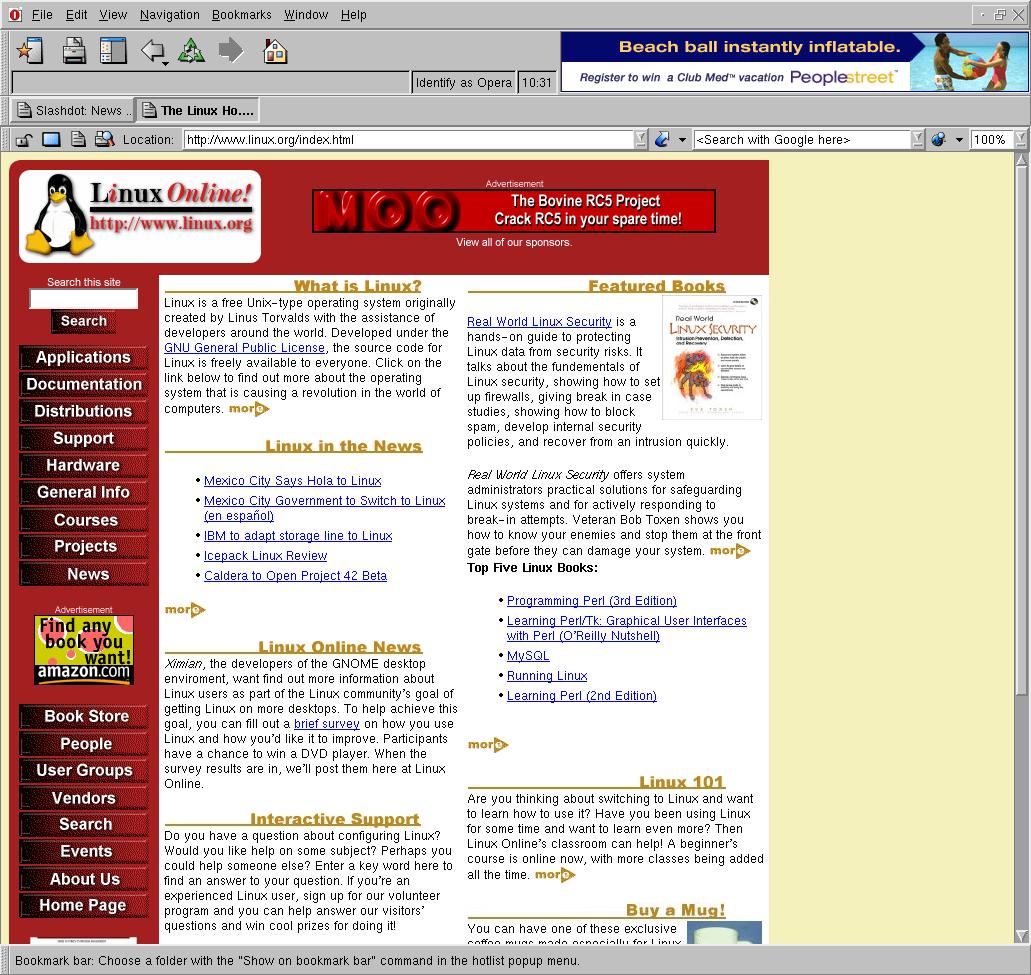 File Edit View Navigation Bookmarks Window Help
Beach ball instantly inflatable.
Register to win a Club Med™ vacation Peoplestreet™
Identify as Opera 10:31
Slashdot: News .. The Linux Ho....
Location: http://www.linux.org/index.html <Search with Google here> 100%
Linux Online!
http://www.linux.org
Advertisement
MOO
The Bovine RC5 Project
Crack RC5 in your spare time!
View all of our sponsors.
Search this site
Search
Applications
Documentation
Distributions
Support
Hardware
General Info
Courses
Projects
News
Advertisement
Find any
book you
want!
amazon.com
Book Store
People
User Groups
Vendors
Search
Events
About Us
Home Page
What is Linux?
Linux is a free Unix-type operating system originally
created by Linus Torvalds with the assistance of
developers around the world. Developed under the
GNU General Public License, the source code for
Linux is freely available to everyone. Click on the
link below to find out more about the operating
system that is causing a revolution in the world of
computers. more
Linux in the News
• Mexico City Says Hola to Linux
• Mexico City Government to Switch to Linux
(en español)
• IBM to adapt storage line to Linux
• Icepack Linux Review
• Caldera to Open Project 42 Beta
more
Linux Online News
Ximian, the developers of the GNOME desktop
enviroment, want find out more information about
Linux users as part of the Linux community's goal of
getting Linux on more desktops. To help achieve this
goal, you can fill out a brief survey on how you use
Linux and how you'd like it to improve. Participants
have a chance to win a DVD player. When the
survey results are in, we'll post them here at Linux
Online.
Interactive Support
Do you have a question about configuring Linux?
Would you like help on some subject? Perhaps you
could help someone else? Enter a key word here to
find an answer to your question. If you're an
experienced Linux user, sign up for our volunteer
program and you can help answer our visitors'
questions and win cool prizes for doing it!
Featured Books
Real World Linux Security is a
hands-on guide to protecting
Linux data from security risks. It
talks about the fundementals of
Linux security, showing how to set
up firewalls, giving break in case
studies, showing how to block
spam, develop internal security
policies, and recover from an intrusion quickly.
Real World
LINUX SECURITY
Intrusion Prevention, Detection,
and Recovery
BOB TOXEN
Real World Linux Security offers system
administrators practical solutions for safeguarding
Linux systems and for actively responding to
break-in attempts. Veteran Bob Toxen shows you
how to know your enemies and stop them at the front
gate before they can damage your system. more
Top Five Linux Books:
• Programming Perl (3rd Edition)
• Learning Perl/Tk: Graphical User Interfaces
with Perl (O'Reilly Nutshell)
• MySQL
• Running Linux
• Learning Perl (2nd Edition)
more
Linux 101
Are you thinking about switching to Linux and want
to learn how to use it? Have you been using Linux
for some time and want to learn even more? Then
Linux Online's classroom can help! A beginner's
course is online now, with more classes being added
all the time. more
Buy a Mug!
You can have one of these exclusive
coffee mugs made especially for Linux
Bookmark bar: Choose a folder with the "Show on bookmark bar" command in the hotlist popup menu.